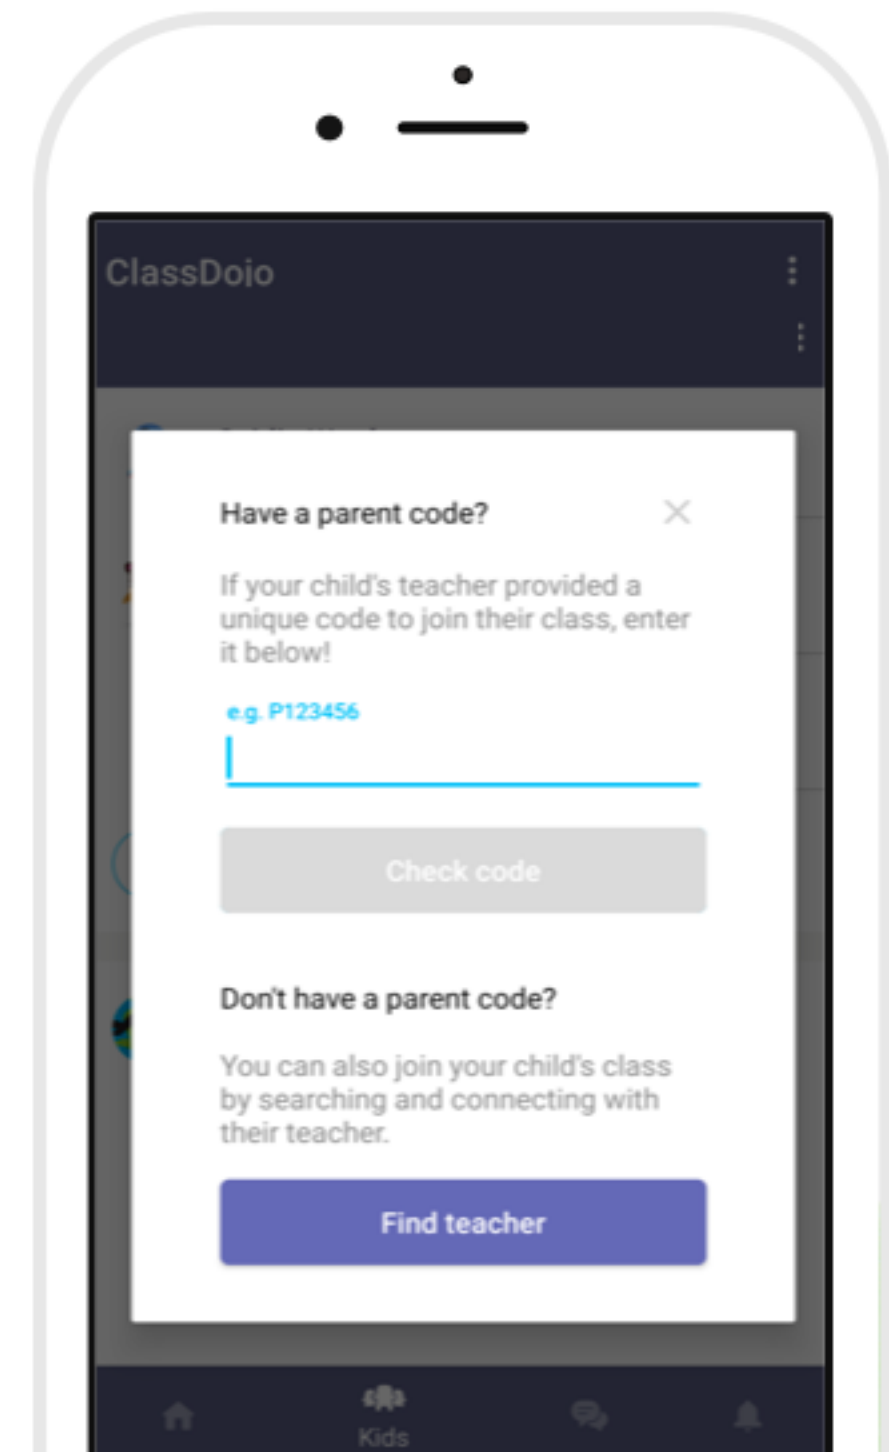 ClassDojo
Have a parent code?
If your child's teacher provided a
unique code to join their class, enter
it below!
e.g. P123456
Check code
Don't have a parent code?
You can also join your child's class
by searching and connecting with
their teacher.
Find teacher
Kids